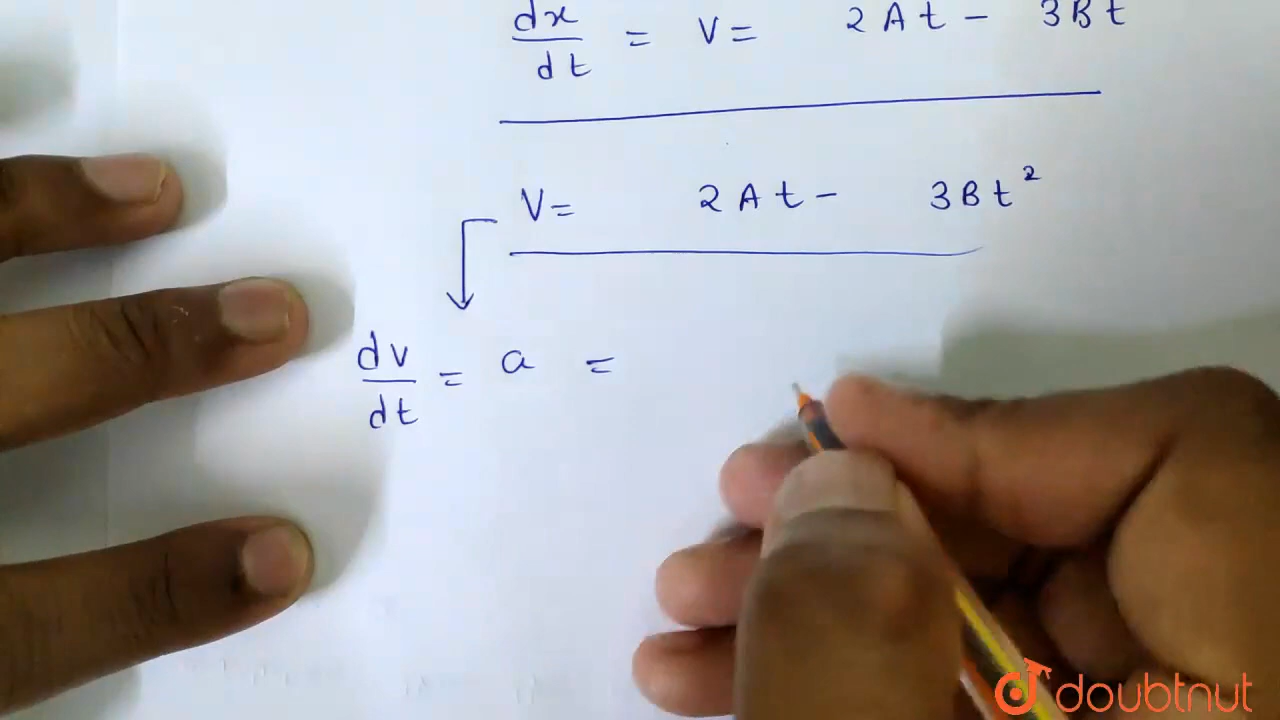 dx
dt = V = 2At - 3Bt
V = 2At - 3Bt²
dv
dt = a =
doubtnut